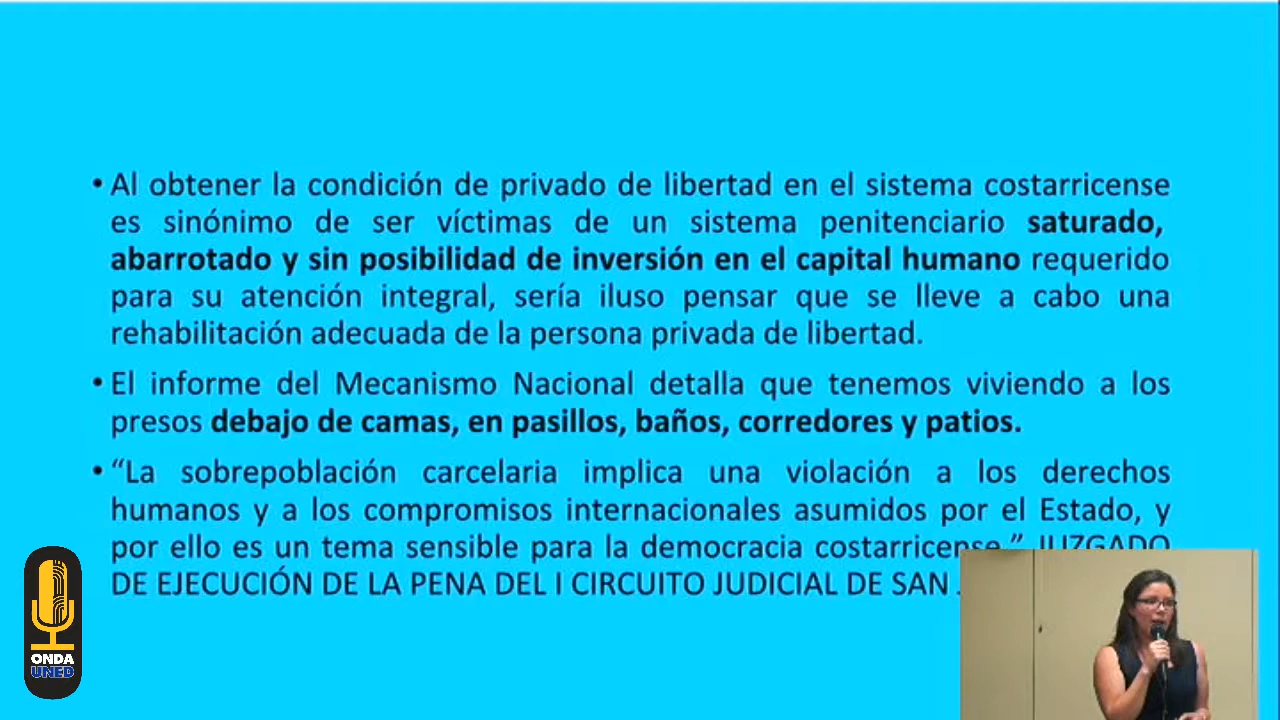 • Al obtener la condición de privado de libertad en el sistema costarricense
es sinónimo de ser víctimas de un sistema penitenciario saturado,
abarrotado y sin posibilidad de inversión en el capital humano requerido
para su atención integral, sería iluso pensar que se lleve a cabo una
rehabilitación adecuada de la persona privada de libertad.
• El informe del Mecanismo Nacional detalla que tenemos viviendo a los
presos debajo de camas, en pasillos, baños, corredores y patios.
• “La sobrepoblación carcelaria implica una violación a los derechos
humanos y a los compromisos internacionales asumidos por el Estado, y
por ello es un tema sensible para la democracia costarricense.” JUZGADO
DE EJECUCIÓN DE LA PENA DEL I CIRCUITO JUDICIAL DE SAN
ONDA
UNED